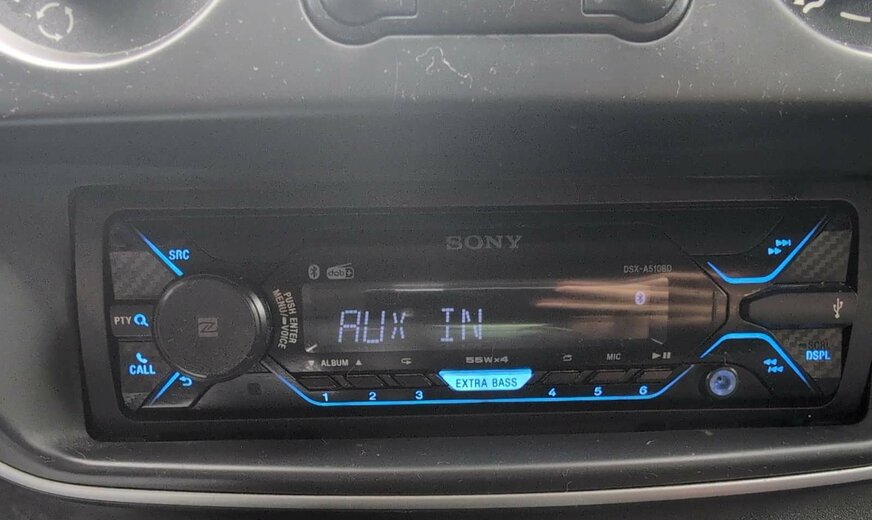 SONY
SRC
dab
DSX-A510BD
PUSH ENTER
MENU/ VOICE
PTY
AUX IN
SCRL
DSPL
CALL
ALBUM
55W×4
MIC
EXTRA BASS
1 2 3 4 5 6